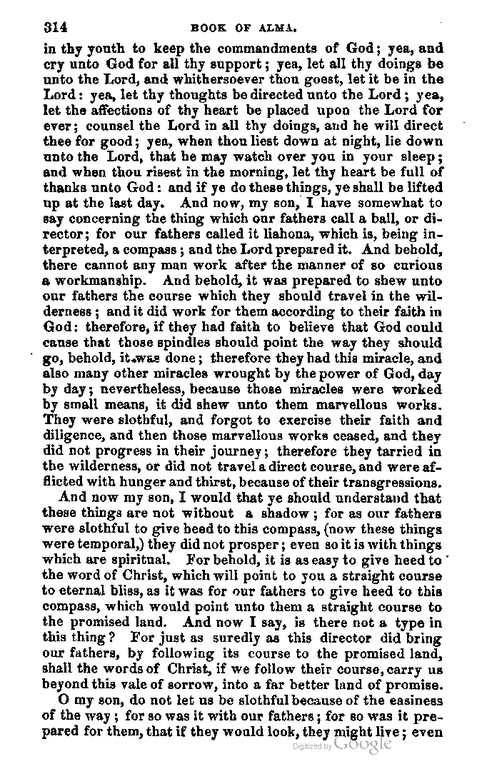 314 BOOK OF ALMA.
in thy youth to keep the commandments of God; yea, and
cry unto God for all thy support; yea, let all thy doings be
unto the Lord, and whithersoever thou goest, let it be in the
Lord: yea, let thy thoughts be directed unto the Lord; yea,
let the affections of thy heart be placed upon the Lord for
ever; counsel the Lord in all thy doings, and he will direct
thee for good; yea, when thou liest down at night, lie down
unto the Lord, that he may watch over you in your sleep;
and when thou risest in the morning, let thy heart be full of
thanks unto God: and if ye do these things, ye shall be lifted
up at the last day. And now, my son, I have somewhat to
say concerning the thing which our fathers call a ball, or di-
rector; for our fathers called it liahona, which is, being in-
terpreted, a compass; and the Lord prepared it. And behold,
there cannot any man work after the manner of so curious
a workmanship. And behold, it was prepared to shew unto
our fathers the course which they should travel in the wil-
derness; and it did work for them according to their faith in
God: therefore, if they had faith to believe that God could
cause that those spindles should point the way they should
go, behold, it was done; therefore they had this miracle, and
also many other miracles wrought by the power of God, day
by day; nevertheless, because those miracles were worked
by small means, it did shew unto them marvellous works.
They were slothful, and forgot to exercise their faith and
diligence, and then those marvellous works ceased, and they
did not progress in their journey; therefore they tarried in
the wilderness, or did not travel a direct course, and were af-
flicted with hunger and thirst, because of their transgressions.
And now my son, I would that ye should understand that
these things are not without a shadow; for as our fathers
were slothful to give heed to this compass, (now these things
were temporal,) they did not prosper; even so it is with things
which are spiritual. For behold, it is as easy to give heed to
the word of Christ, which will point to you a straight course
to eternal bliss, as it was for our fathers to give heed to this
compass, which would point unto them a straight course to
the promised land. And now I say, is there not a type in
this thing? For just as suredly as this director did bring
our fathers, by following its course to the promised land,
shall the words of Christ, if we follow their course, carry us
beyond this vale of sorrow, into a far better land of promise.
O my son, do not let us be slothful because of the easiness
of the way; for so was it with our fathers; for so was it pre-
pared for them, that if they would look, they might live; even
Digitized by Google